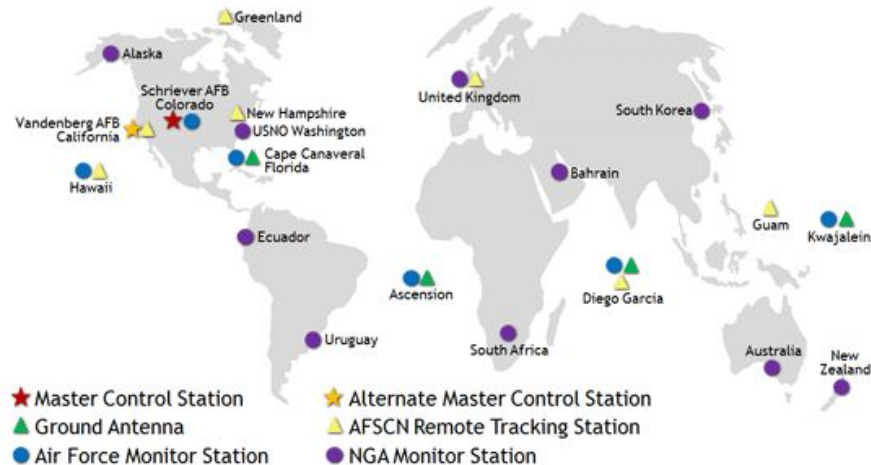 Greenland
Alaska
Schriever AFB
Colorado
Vandenberg AFB
California
New Hampshire
USNO Washington
Cape Canaveral
Florida
Hawaii
United Kingdom
South Korea
Bahrain
Guam
Kwajalein
Ecuador
Ascension
Diego Garcia
Uruguay
South Africa
Australia
New
Zealand
Master Control Station
Alternate Master Control Station
Ground Antenna
AFSCN Remote Tracking Station
Air Force Monitor Station
NGA Monitor Station